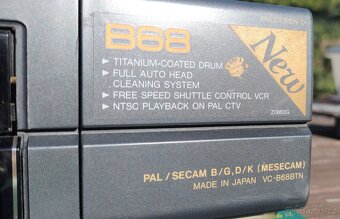 B68
New
▸ TITANIUM-COATED DRUM
▸ FULL AUTO HEAD
CLEANING SYSTEM
▸ FREE SPEED SHUTTLE CONTROL VCR
▸ NTSC PLAYBACK ON PAL CTV
PAL/SECAM B/G, D/K (MESECAM)
MADE IN JAPAN VC-B68BTN